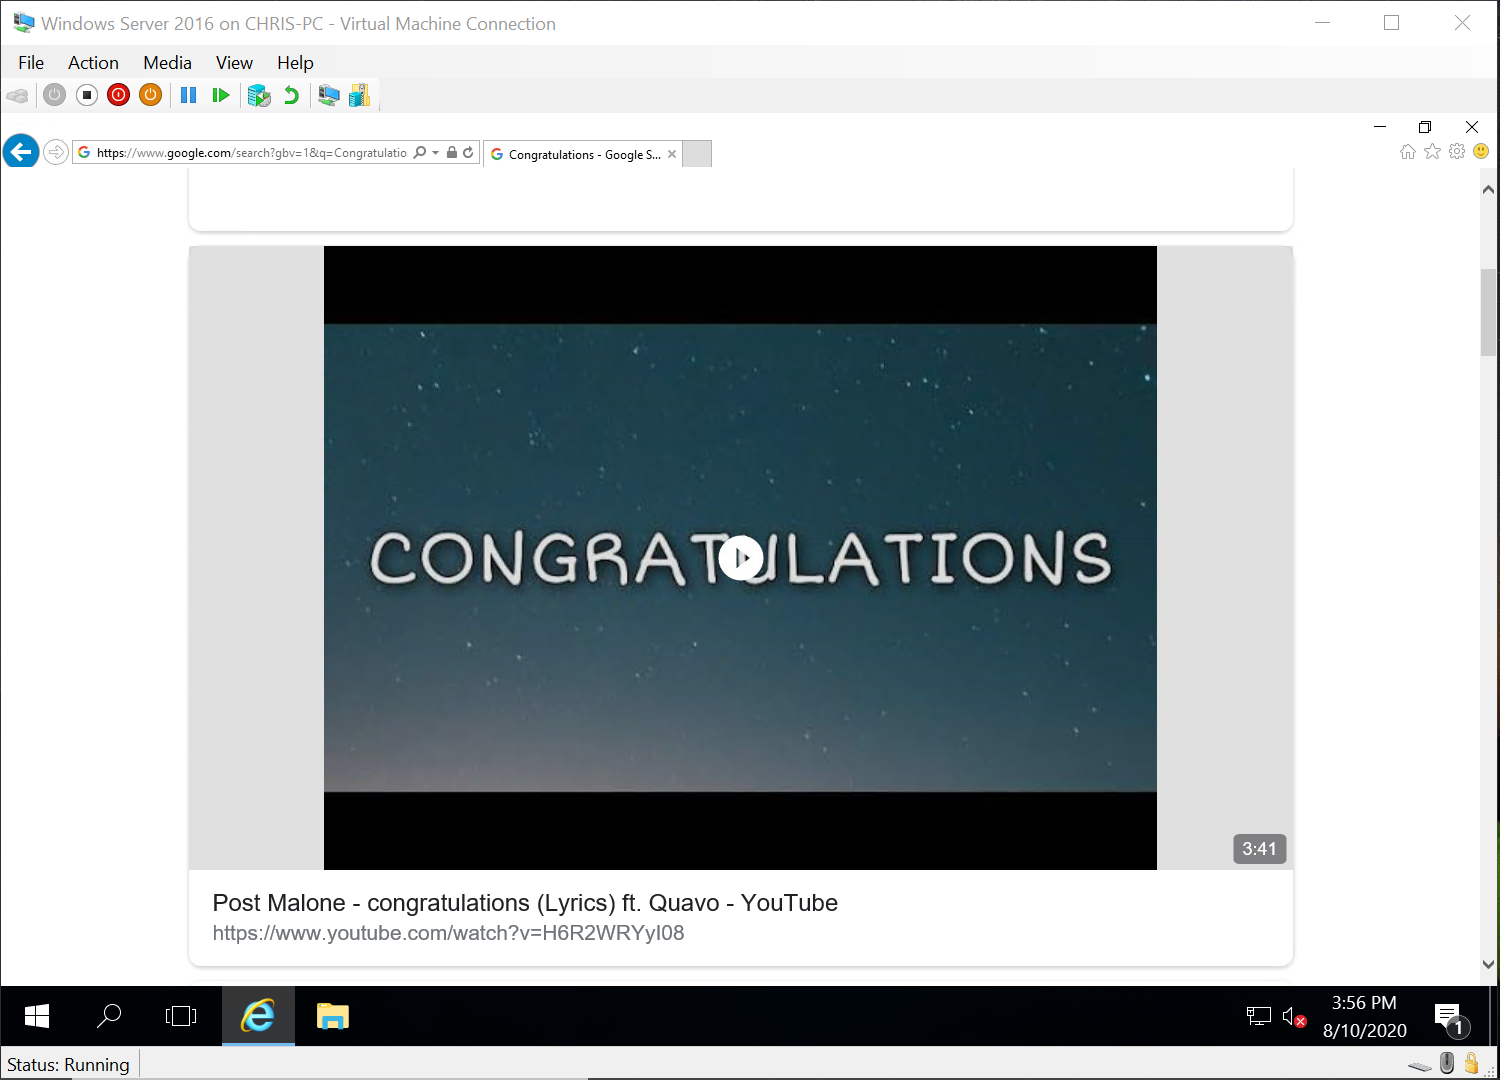 Windows Server 2016 on CHRIS-PC - Virtual Machine Connection
File Action Media View Help
https://www.google.com/search?gbv=1&q=Congratulatio
Congratulations - Google S...
CONGRATULATIONS
3:41
Post Malone - congratulations (Lyrics) ft. Quavo - YouTube
https://www.youtube.com/watch?v=H6R2WRYyI08
3:56 PM
8/10/2020
1
Status: Running